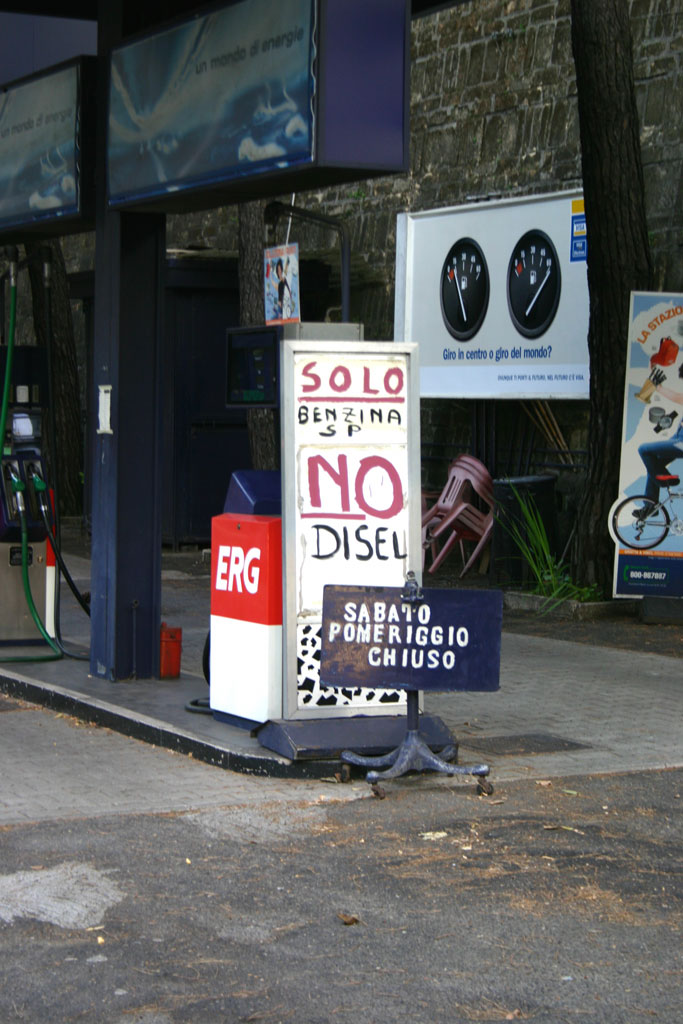 un mondo di energie
un mondo di energie
Giro in centro o giro del mondo?
LA STAZIO
SOLO
BENZINA
SP
NO
DISEL
ERG
SABATO
POMERIGGIO
CHIUSO
800-867087